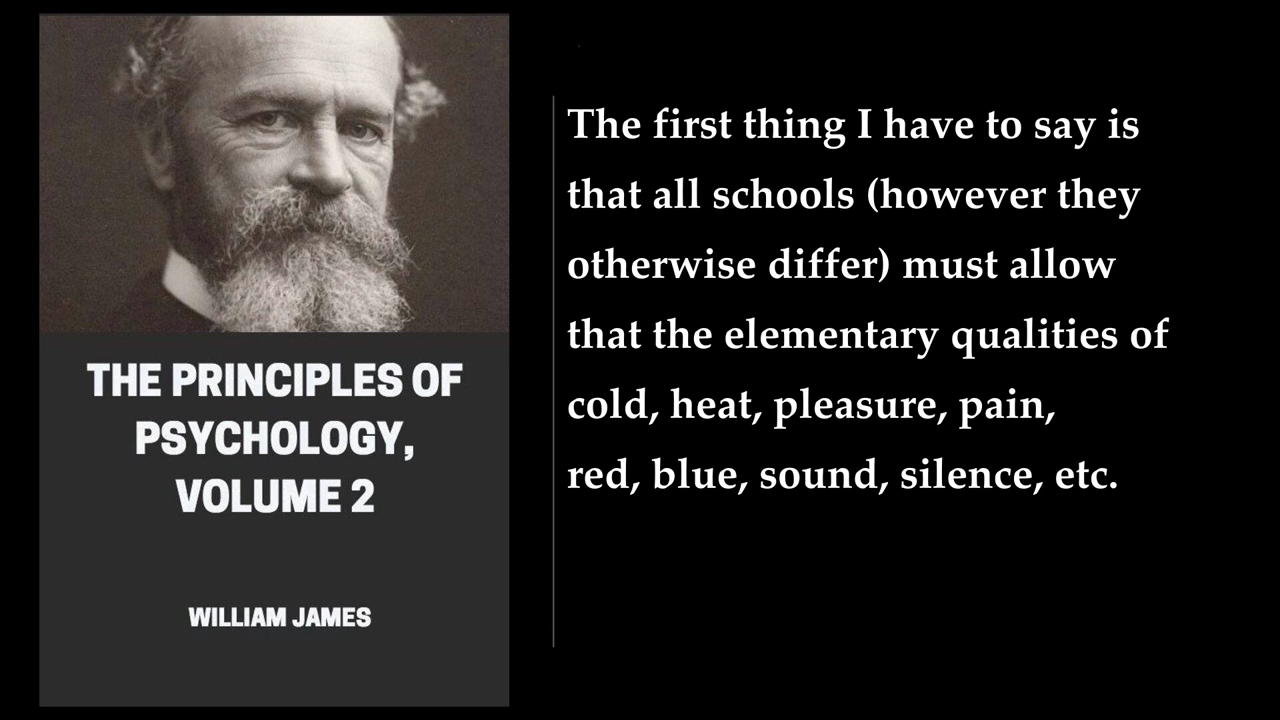 THE PRINCIPLES OF
PSYCHOLOGY,
VOLUME 2
WILLIAM JAMES
The first thing I have to say is
that all schools (however they
otherwise differ) must allow
that the elementary qualities of
cold, heat, pleasure, pain,
red, blue, sound, silence, etc.